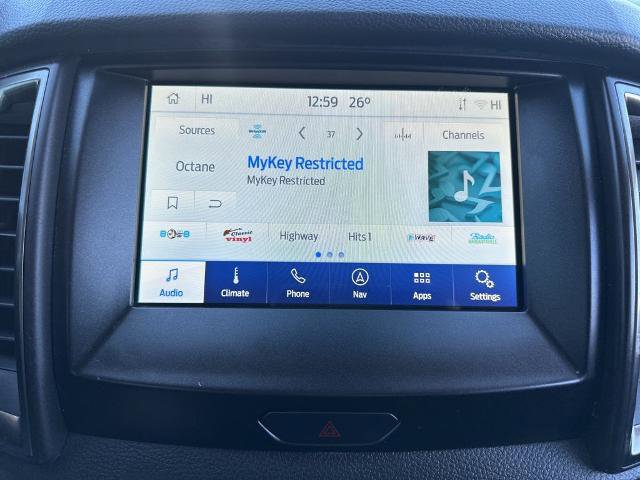 HI 12:59 26° HI
Sources 37 Channels
Octane MyKey Restricted
MyKey Restricted
Classic vinyl Highway Hits 1 Radio
Audio Climate Phone Nav Apps Settings